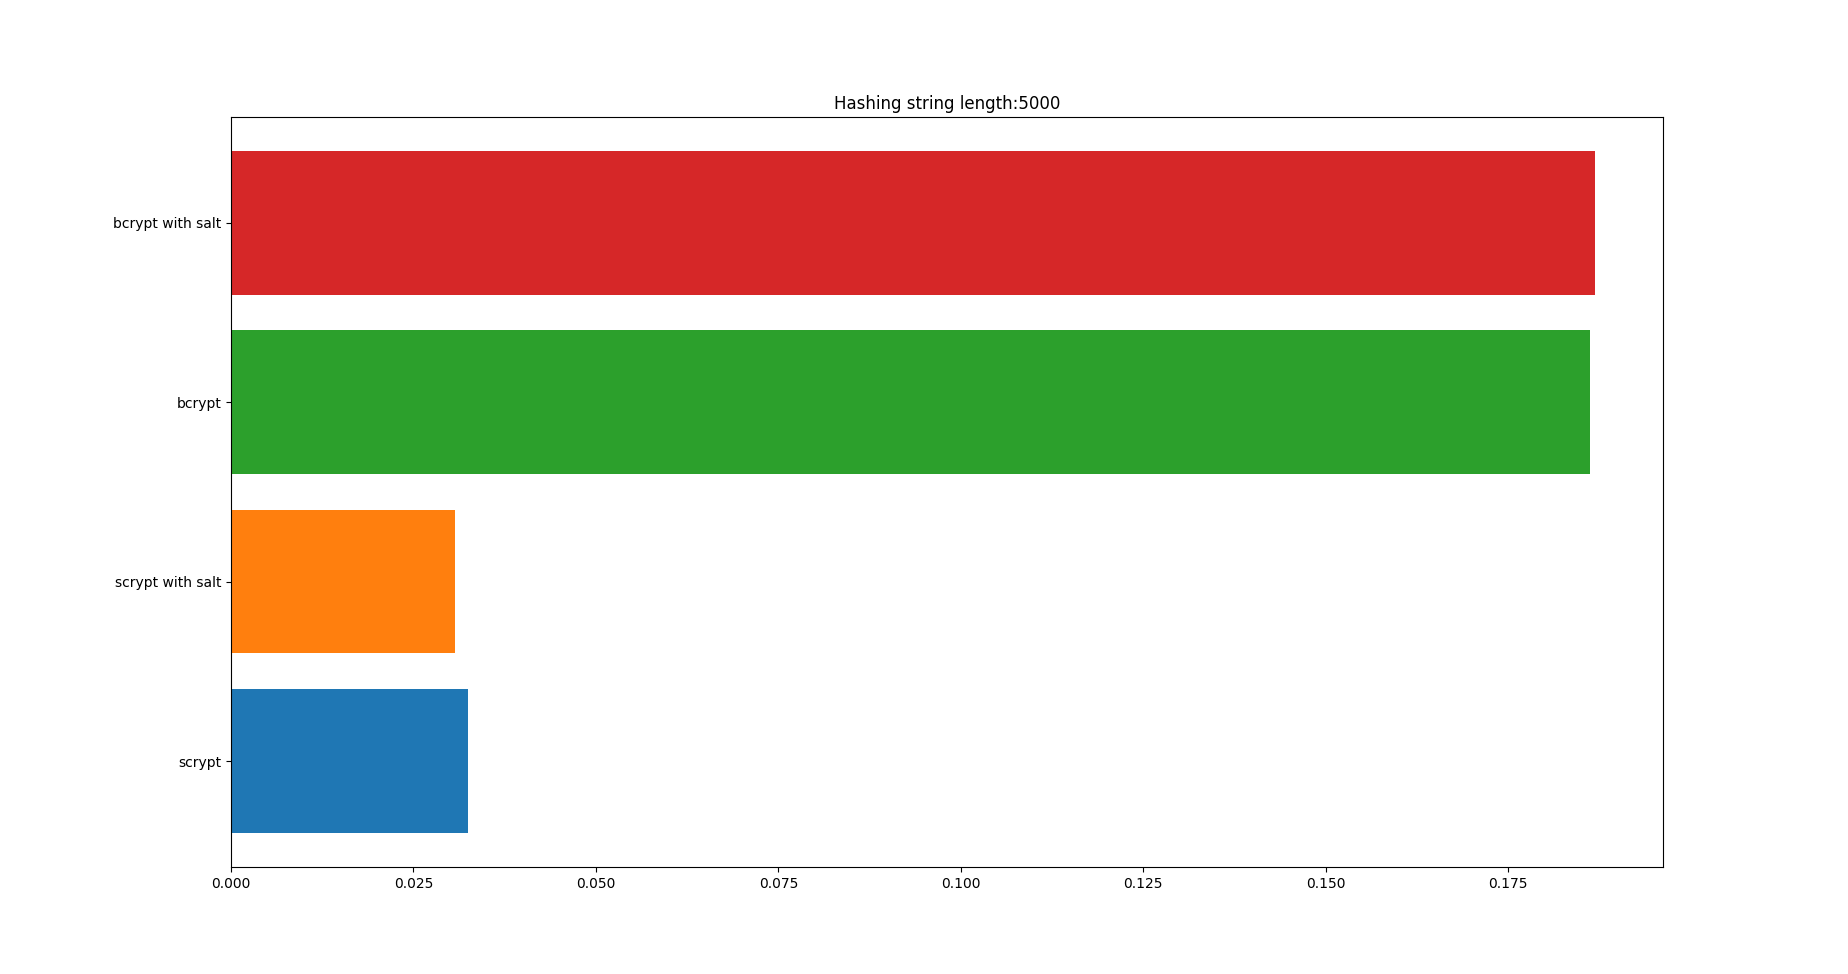 Hashing string length:5000
bcrypt with salt
bcrypt
scrypt with salt
scrypt
0.000 0.025 0.050 0.075 0.100 0.125 0.150 0.175